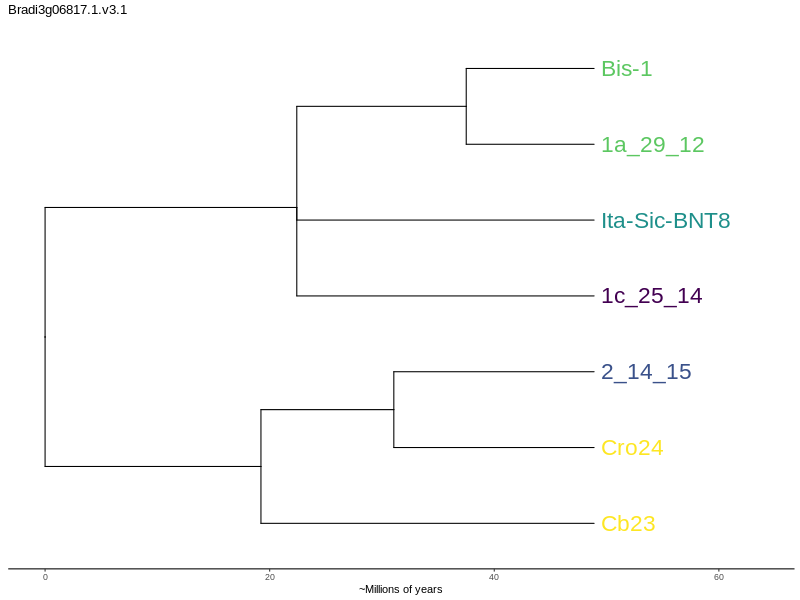 Bradi3g06817.1.v3.1
Bis-1
1a_29_12
Ita-Sic-BNT8
1c_25_14
2_14_15
Cro24
Cb23
0 20 40 60
~Millions of years